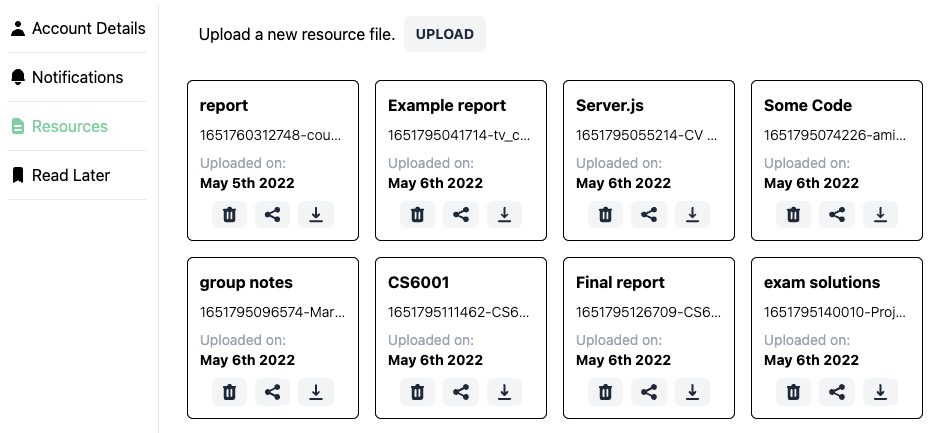 Account Details
Notifications
Resources
Read Later
Upload a new resource file. UPLOAD
report
1651760312748-cou...
Uploaded on:
May 5th 2022
Example report
1651795041714-tv_c...
Uploaded on:
May 6th 2022
Server.js
1651795055214-CV ...
Uploaded on:
May 6th 2022
Some Code
1651795074226-ami...
Uploaded on:
May 6th 2022
group notes
1651795096574-Mar...
Uploaded on:
May 6th 2022
CS6001
1651795111462-CS6...
Uploaded on:
May 6th 2022
Final report
1651795126709-CS6...
Uploaded on:
May 6th 2022
exam solutions
1651795140010-Proj...
Uploaded on:
May 6th 2022